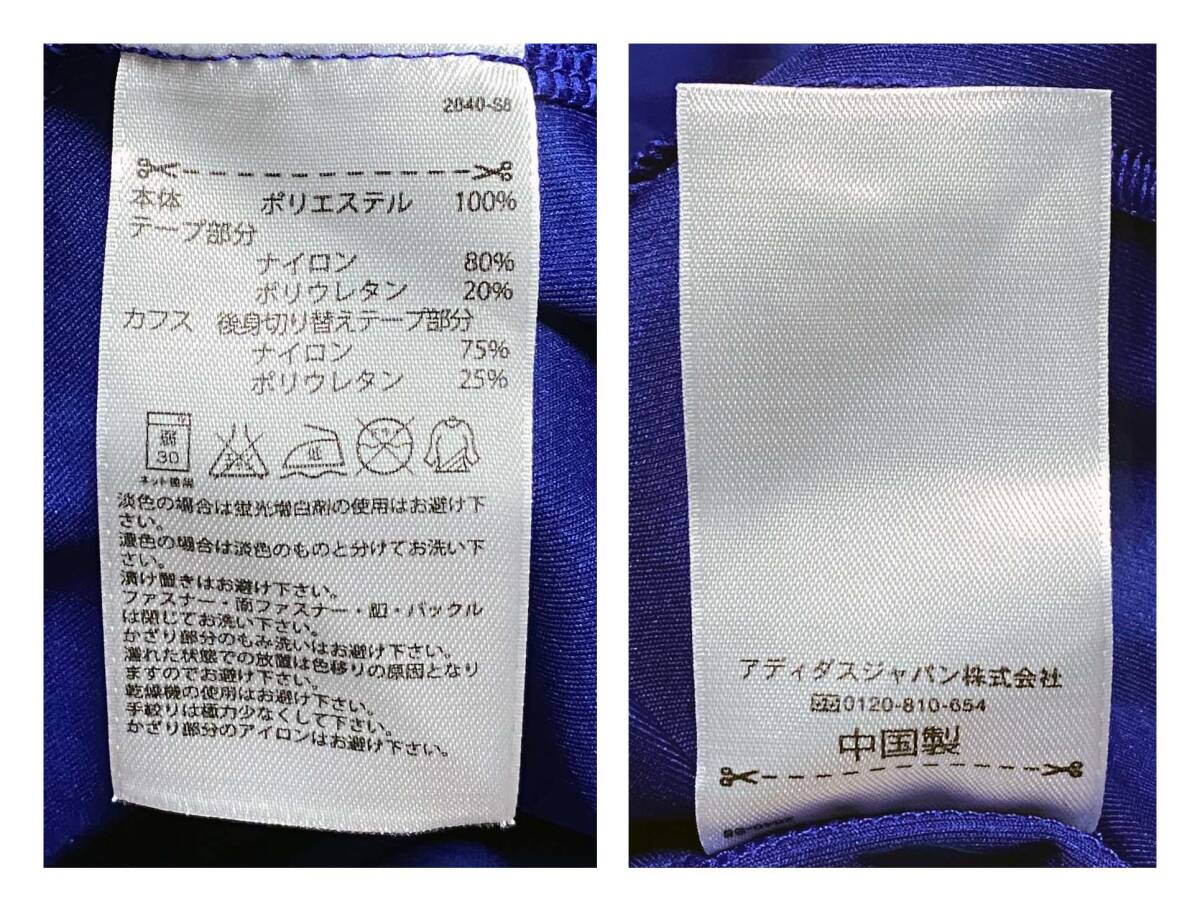 2840-S8
本体 ポリエステル 100%
テープ部分
ナイロン 80%
ポリウレタン 20%
カフス 後身切り替えテープ部分
ナイロン 75%
ポリウレタン 25%
弱
30
低
ネット使用
淡色の場合は蛍光増白剤の使用はお避け下
さい。
濃色の場合は淡色のものと分けてお洗い下
さい。
漬け置きはお避け下さい。
ファスナー・面ファスナー・釦・バックル
は閉じてお洗い下さい。
かざり部分のもみ洗いはお避け下さい。
濡れた状態での放置は色移りの原因となり
ますのでお避け下さい。
乾燥機の使用はお避け下さい。
手絞りは極力少なくして下さい。
かざり部分のアイロンはお避け下さい。
アディダスジャパン株式会社
0120-810-654
中国製